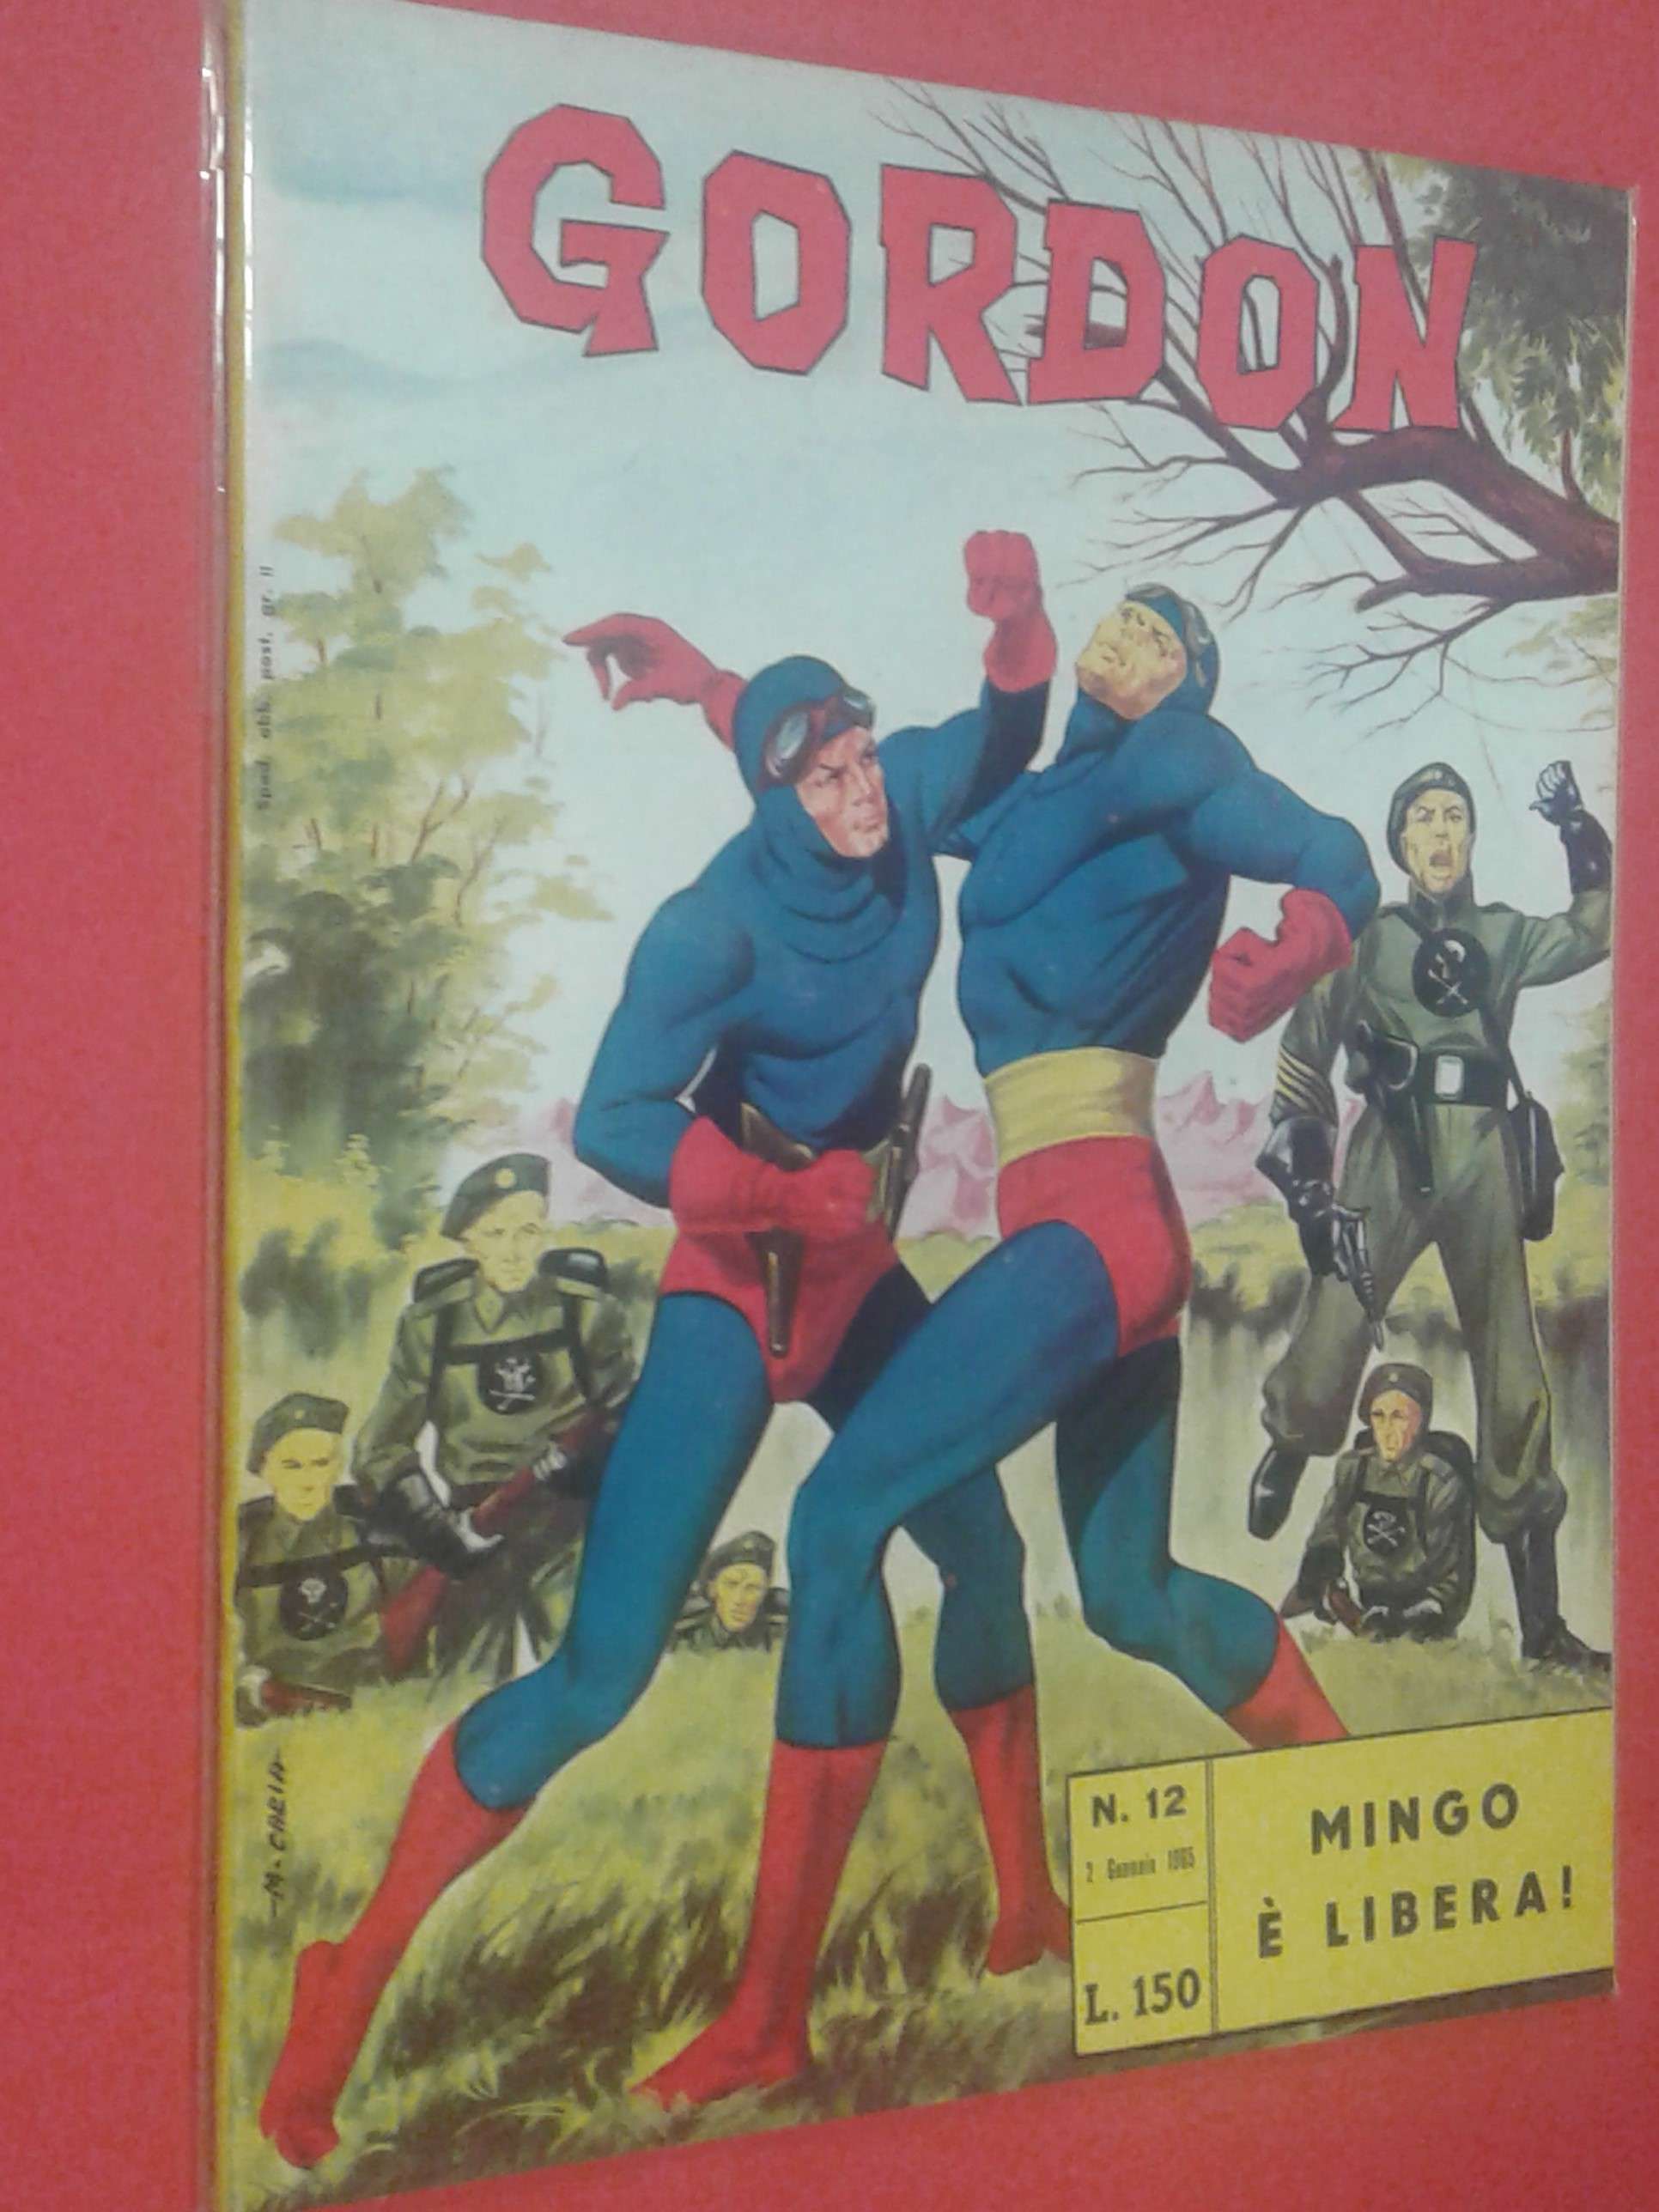 GORDON
Sped. abb. post. gr. II
M. CARIA
N. 12
2 Gennaio 1965
L. 150
MINGO
È LIBERA!